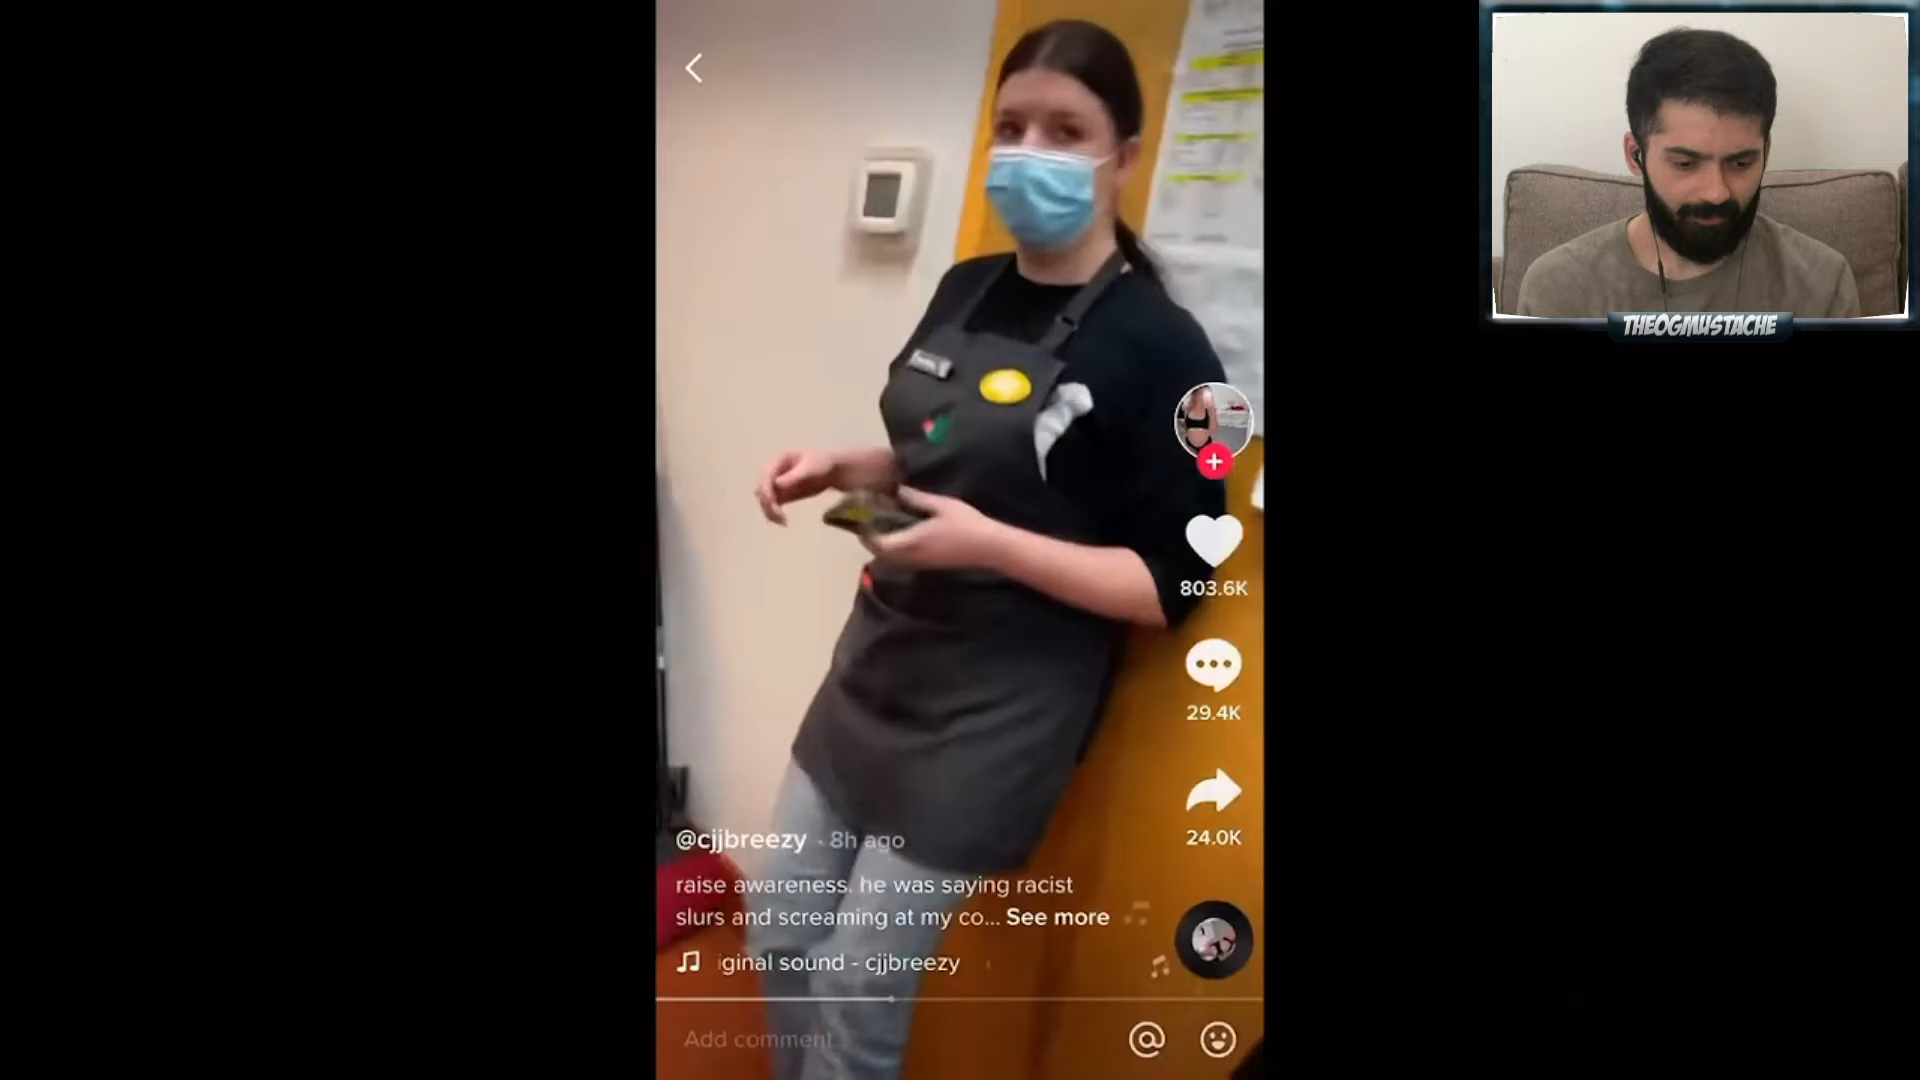 THEOGMUSTACHE
803.6K
29.4K
24.0K
@cjjbreezy · 8h ago
raise awareness. he was saying racist
slurs and screaming at my co... See more
iginal sound - cjjbreezy
Add comment...